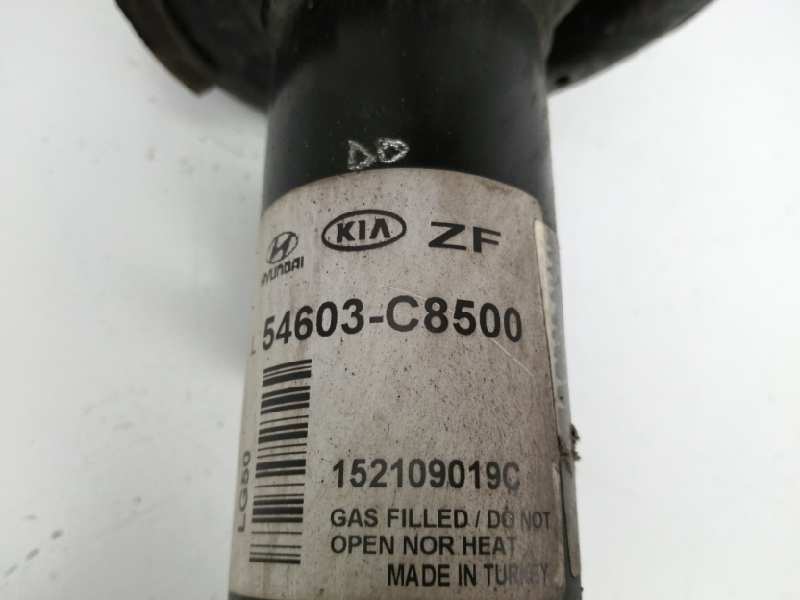 DD
HYUNDAI KIA ZF
54603-C8500
152109019C
LG50
GAS FILLED / DO NOT
OPEN NOR HEAT
MADE IN TURKEY